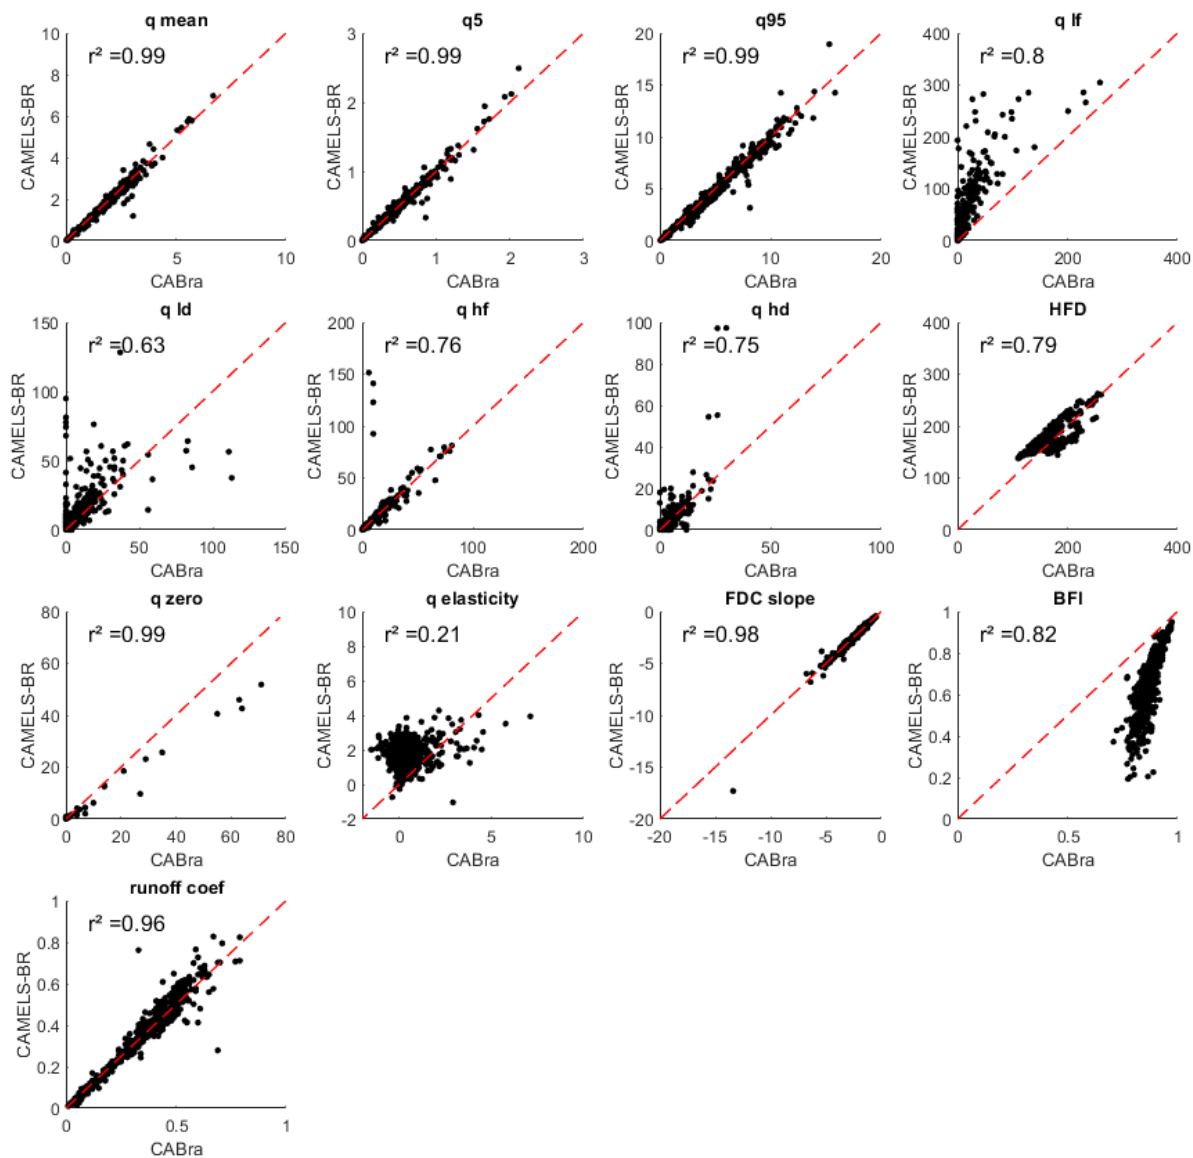 q mean
r² =0.99
10
8
6
4
2
0
CAMELS-BR
0
5
10
CABra
q5
r² =0.99
3
2
1
0
CAMELS-BR
0
1
2
3
CABra
q95
r² =0.99
20
15
10
5
0
CAMELS-BR
0
10
20
CABra
q lf
r² =0.8
400
300
200
100
0
CAMELS-BR
0
200
400
CABra
q ld
r² =0.63
150
100
50
0
CAMELS-BR
0
50
100
150
CABra
q hf
r² =0.76
200
150
100
50
0
CAMELS-BR
0
100
200
CABra
q hd
r² =0.75
100
80
60
40
20
0
CAMELS-BR
0
50
100
CABra
HFD
r² =0.79
400
300
200
100
0
CAMELS-BR
0
200
400
CABra
q zero
r² =0.99
80
60
40
20
0
CAMELS-BR
0
20
40
60
80
CABra
q elasticity
r² =0.21
10
8
6
4
2
0
-2
CAMELS-BR
0
5
10
CABra
FDC slope
r² =0.98
0
-5
-10
-15
-20
CAMELS-BR
-20
-15
-10
-5
0
CABra
BFI
r² =0.82
1
0.8
0.6
0.4
0.2
0
CAMELS-BR
0
0.5
1
CABra
runoff coef
r² =0.96
1
0.8
0.6
0.4
0.2
0
CAMELS-BR
0
0.5
1
CABra